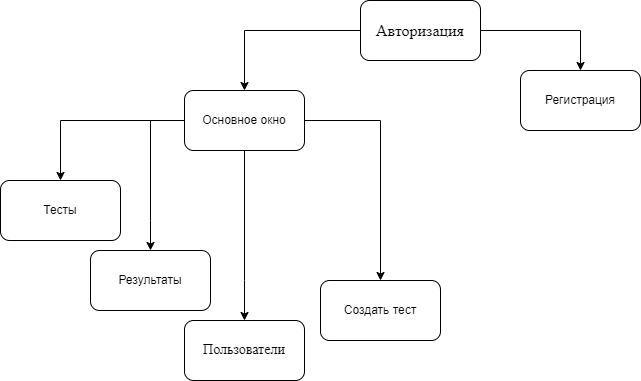 Авторизация
Регистрация
Основное окно
Тесты
Результаты
Создать тест
Пользователи